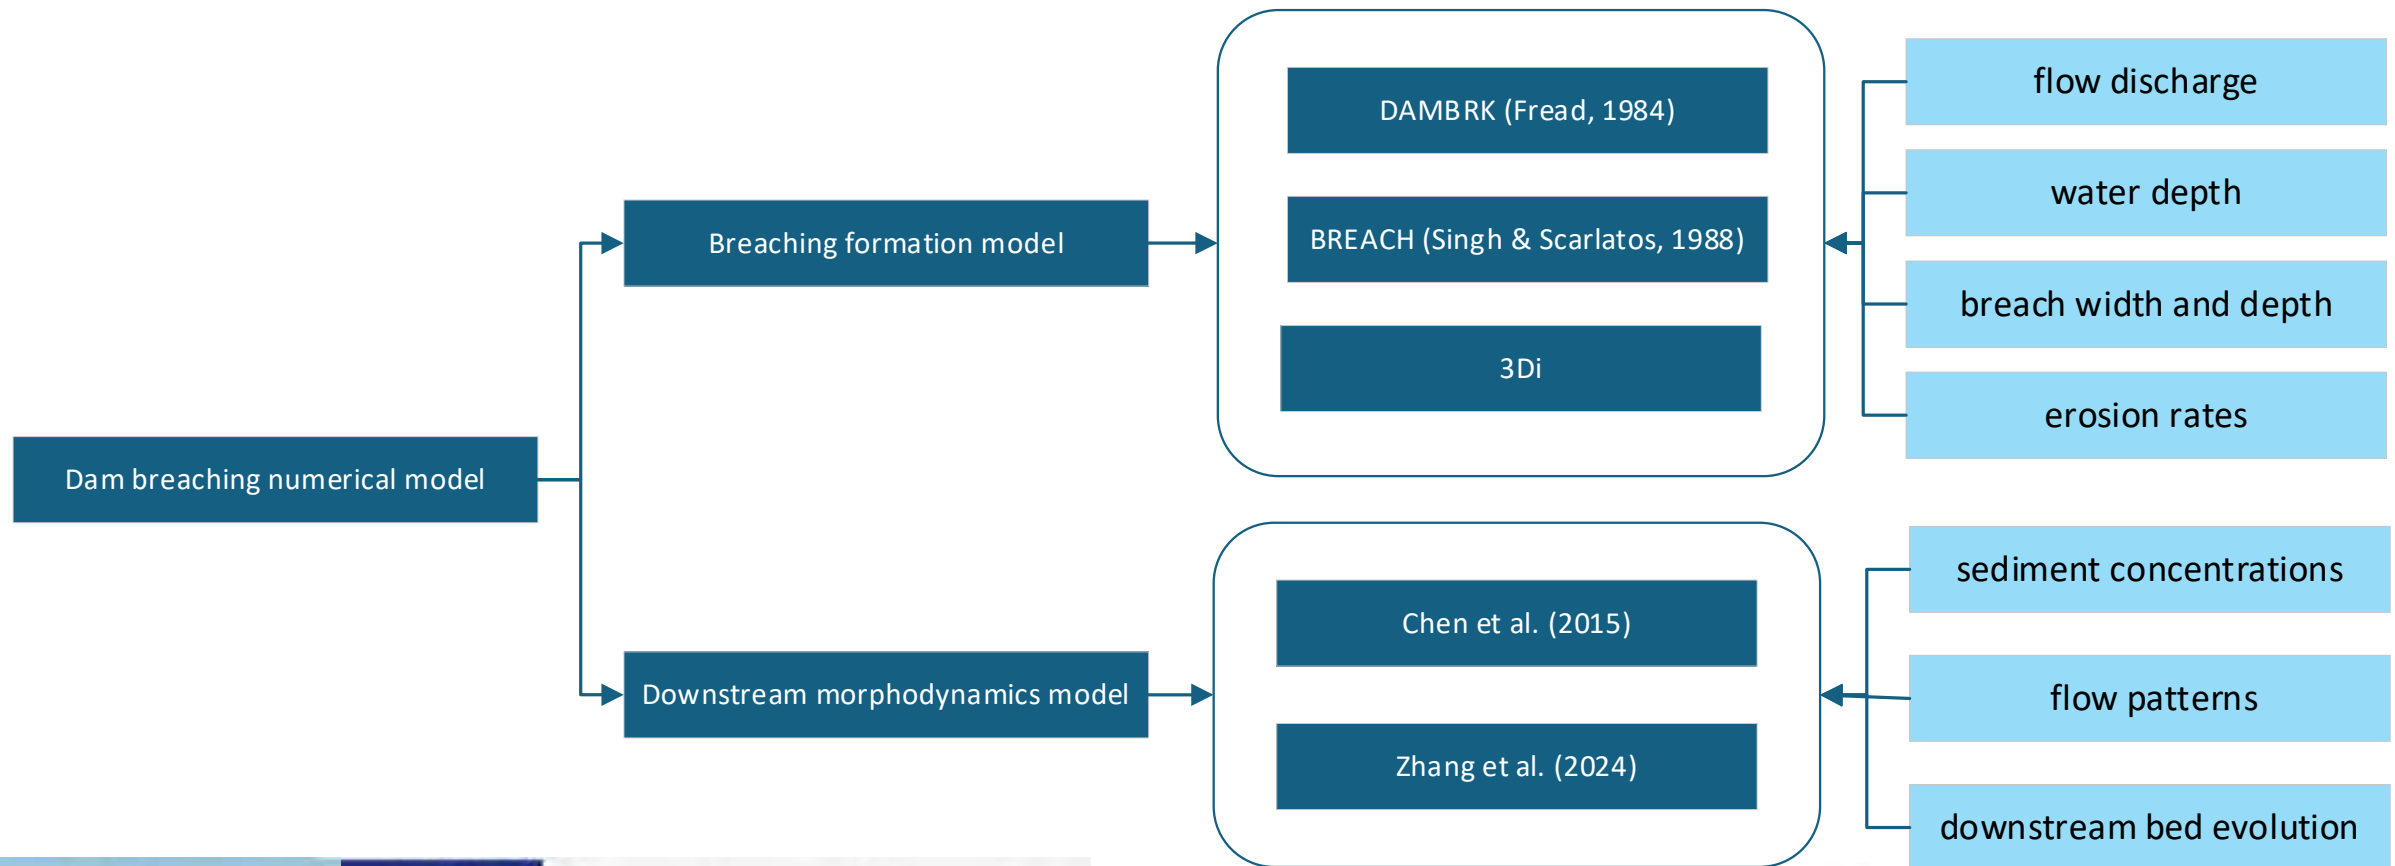 Dam breaching numerical model
Breaching formation model
Downstream morphodynamics model
DAMBRK (Fread, 1984)
BREACH (Singh & Scarlatos, 1988)
3Di
Chen et al. (2015)
Zhang et al. (2024)
flow discharge
water depth
breach width and depth
erosion rates
sediment concentrations
flow patterns
downstream bed evolution